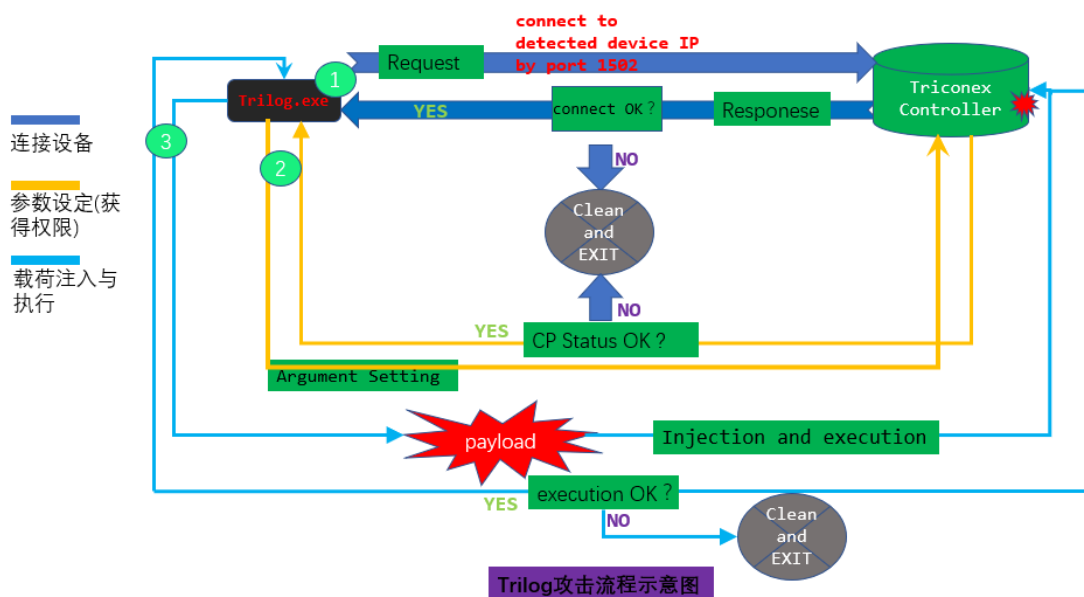 connect to
detected device IP
by port 1502
Request
1
Trilog.exe
Triconex
Controller
YES
connect OK？
Responese
连接设备
3
2
NO
参数设定(获
得权限)
Clean
and
EXIT
载荷注入与
执行
NO
YES
CP Status OK？
Argument Setting
payload
Injection and execution
YES
execution OK？
NO
Clean
and
EXIT
Trilog攻击流程示意图